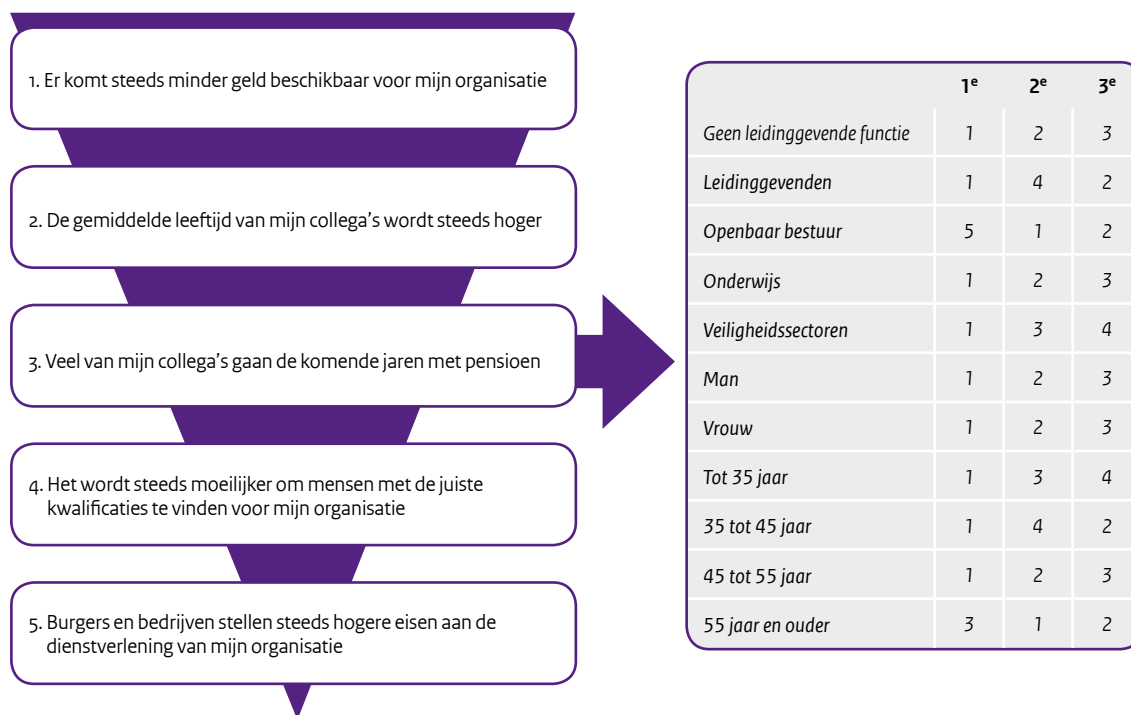 1. Er komt steeds minder geld beschikbaar voor mijn organisatie
2. De gemiddelde leeftijd van mijn collega's wordt steeds hoger
3. Veel van mijn collega's gaan de komende jaren met pensioen
4. Het wordt steeds moeilijker om mensen met de juiste
kwalificaties te vinden voor mijn organisatie
5. Burgers en bedrijven stellen steeds hogere eisen aan de
dienstverlening van mijn organisatie
1e 2e 3e
Geen leidinggevende functie 1 2 3
Leidinggevenden 1 4 2
Openbaar bestuur 5 1 2
Onderwijs 1 2 3
Veiligheidssectoren 1 3 4
Man 1 2 3
Vrouw 1 2 3
Tot 35 jaar 1 3 4
35 tot 45 jaar 1 4 2
45 tot 55 jaar 1 2 3
55 jaar en ouder 3 1 2